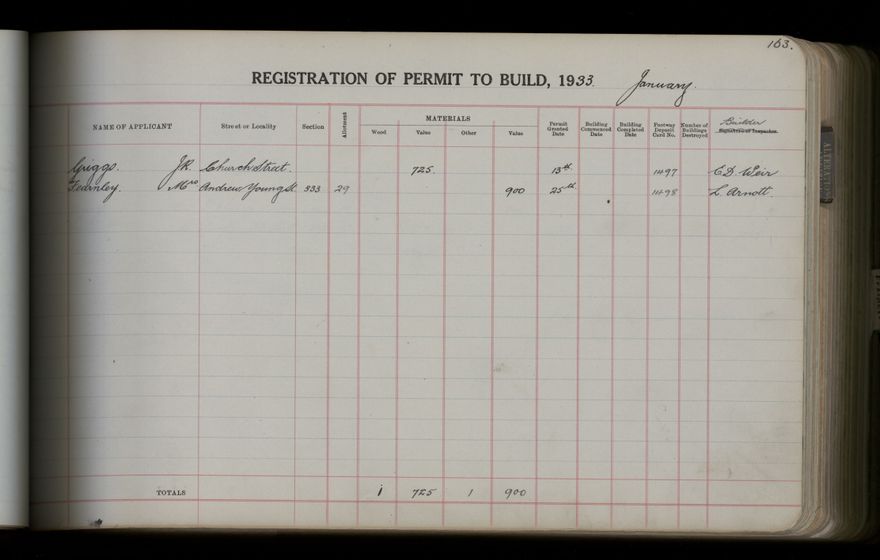 163.
REGISTRATION OF PERMIT TO BUILD, 1933. January.
NAME OF APPLICANT Street or Locality Section Allotment MATERIALS Wood Value Other Value Permit Granted Date Building Commenced Date Building Completed Date Footway Deposit Card No. Number of Buildings Destroyed Builder Signature of Inspector.
Griggs. J.R. Church Street. 725. 13th 1497 C D Weir
Fearnley. Mrs Andrew Young St. 333 29 900 25th 1498 L Arnott.
TOTALS 1 725 1 900
ALTERATIONS